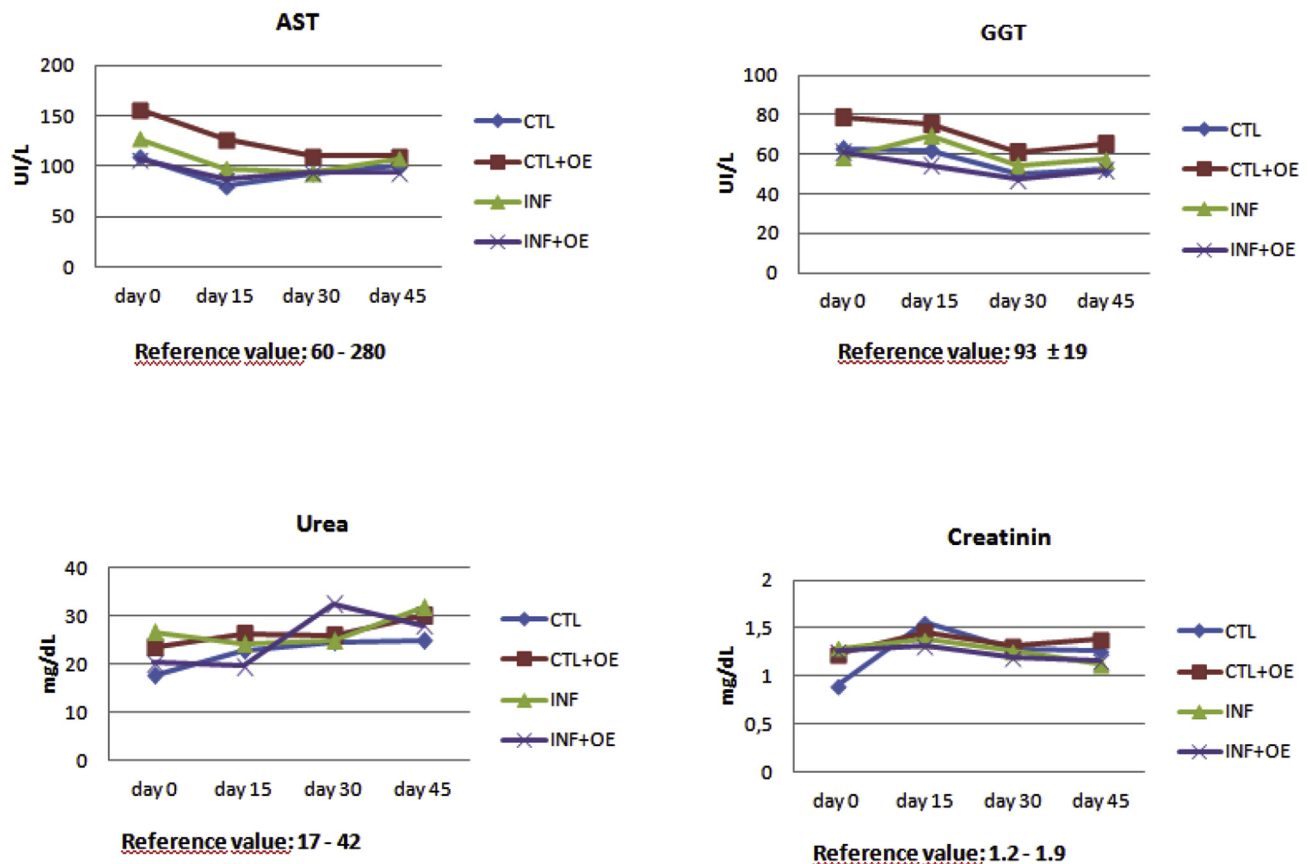 AST
UI/L
200
150
100
50
0
day 0 day 15 day 30 day 45
CTL
CTL+OE
INF
INF+OE
Reference value: 60 - 280
GGT
UI/L
100
80
60
40
20
0
day 0 day 15 day 30 day 45
CTL
CTL+OE
INF
INF+OE
Reference value: 93 ± 19
Urea
mg/dL
40
30
20
10
0
day 0 day 15 day 30 day 45
CTL
CTL+OE
INF
INF+OE
Reference value: 17 - 42
Creatinin
mg/dL
2
1,5
1
0,5
0
day 0 day 15 day 30 day 45
CTL
CTL+OE
INF
INF+OE
Reference value: 1.2 - 1.9